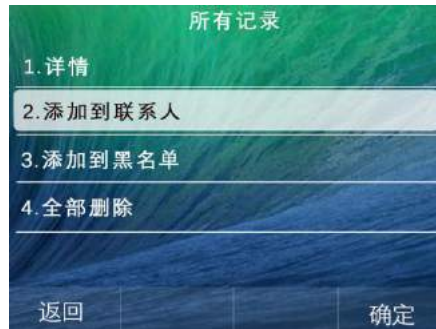 所有记录
1.详情
2.添加到联系人
3.添加到黑名单
4.全部删除
返回
确定